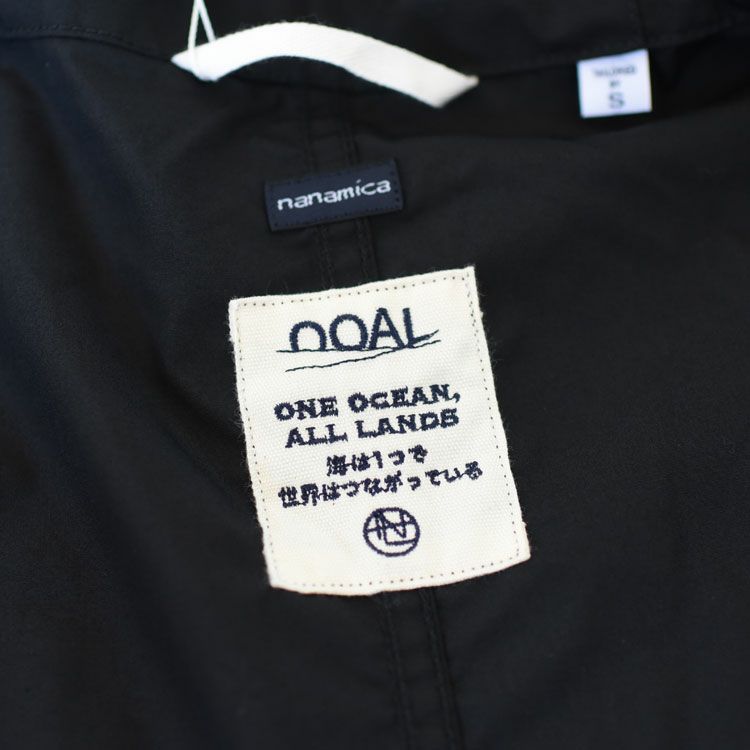 S
nanamica
OOAL
ONE OCEAN,
ALL LANDS
海は1つで
世界はつながっている